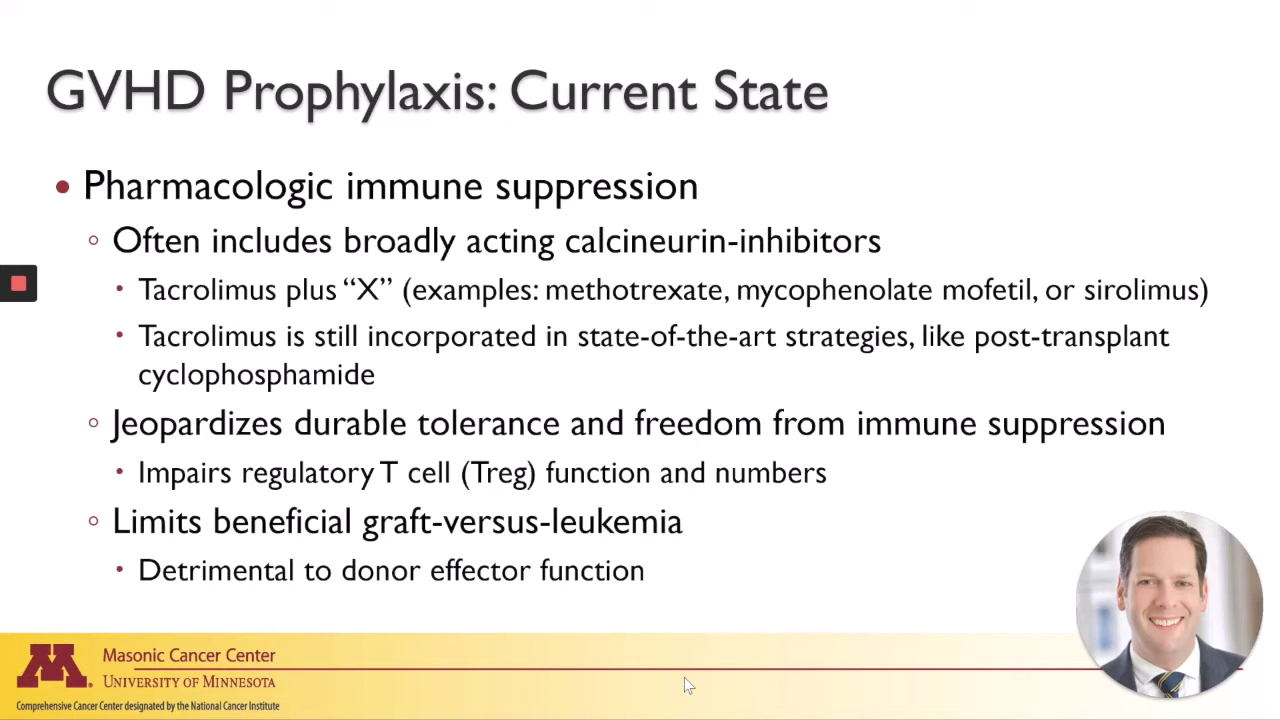 GVHD Prophylaxis: Current State
• Pharmacologic immune suppression
◦ Often includes broadly acting calcineurin-inhibitors
• Tacrolimus plus “X” (examples: methotrexate, mycophenolate mofetil, or sirolimus)
• Tacrolimus is still incorporated in state-of-the-art strategies, like post-transplant
cyclophosphamide
◦ Jeopardizes durable tolerance and freedom from immune suppression
• Impairs regulatory T cell (Treg) function and numbers
◦ Limits beneficial graft-versus-leukemia
• Detrimental to donor effector function
M.
Masonic Cancer Center
UNIVERSITY OF MINNESOTA
Comprehensive Cancer Center designated by the National Cancer Institute